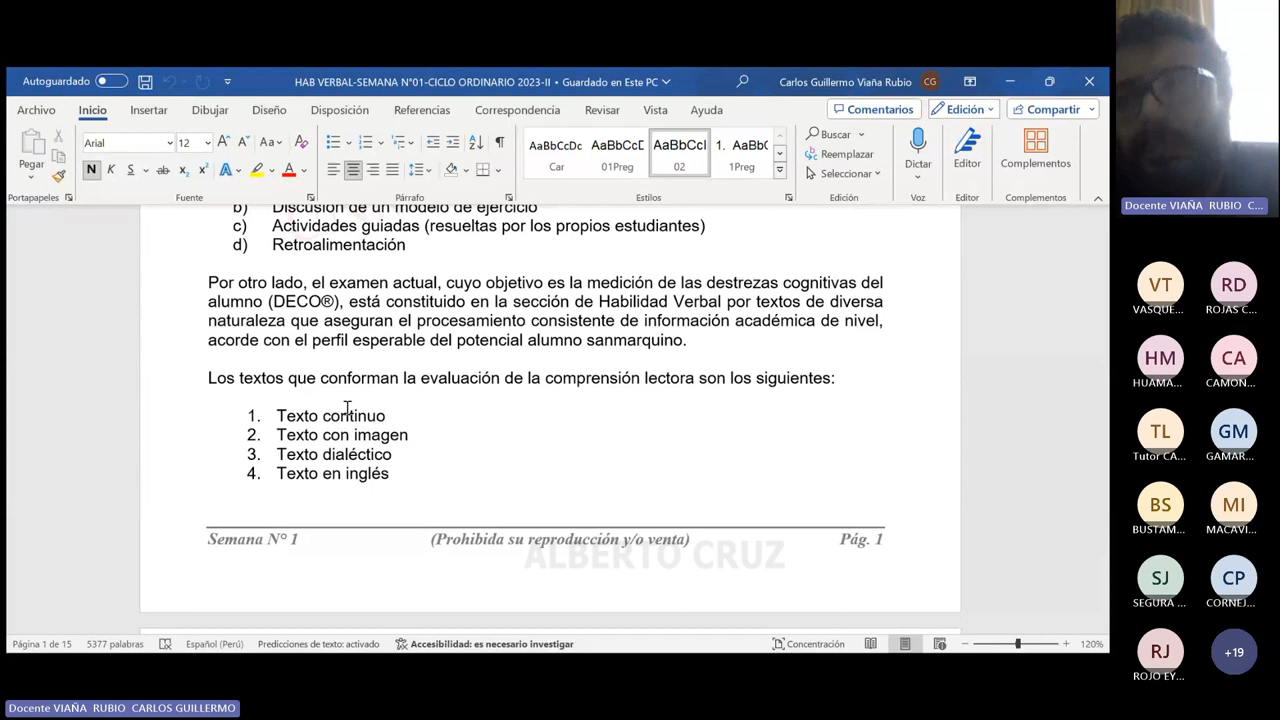 Autoguardado
HAB VERBAL-SEMANA N°01-CICLO ORDINARIO 2023-II • Guardado en Este PC
Carlos Guillermo Viaña Rubio CG
Archivo Inicio Insertar Dibujar Diseño Disposición Referencias Correspondencia Revisar Vista Ayuda
Comentarios Edición Compartir
Pegar
Portapapeles
Arial 12
Aa
N K S ab x₂ x² A A
Fuente
Párrafo
AaBbCcDc AaBbCcD AaBbCcI 1. AaBb(
Car 01Preg 02 1Preg
Estilos
Buscar
Reemplazar
Seleccionar
Edición
Dictar
Voz
Editor
Editor
Complementos
Complementos
b) Discusión de un modelo de ejercicio
c) Actividades guiadas (resueltas por los propios estudiantes)
d) Retroalimentación
Por otro lado, el examen actual, cuyo objetivo es la medición de las destrezas cognitivas del
alumno (DECO®), está constituido en la sección de Habilidad Verbal por textos de diversa
naturaleza que aseguran el procesamiento consistente de información académica de nivel,
acorde con el perfil esperable del potencial alumno sanmarquino.
Los textos que conforman la evaluación de la comprensión lectora son los siguientes:
1. Texto continuo
2. Texto con imagen
3. Texto dialéctico
4. Texto en inglés
Semana N° 1 (Prohibida su reproducción y/o venta) Pág. 1
ALBERTO CRUZ
Página 1 de 15 5377 palabras Español (Perú) Predicciones de texto: activado Accesibilidad: es necesario investigar Concentración 120%
Docente VIAÑA RUBIO C...
VT RD
VASQUE... ROJAS C...
HM CA
HUAMA... CAMON...
TL GM
Tutor CA... GAMAR...
BS MI
BUSTAM... MACAVI...
SJ CP
SEGURA ... CORNEJ...
RJ +19
ROJO EY...
Docente VIAÑA RUBIO CARLOS GUILLERMO